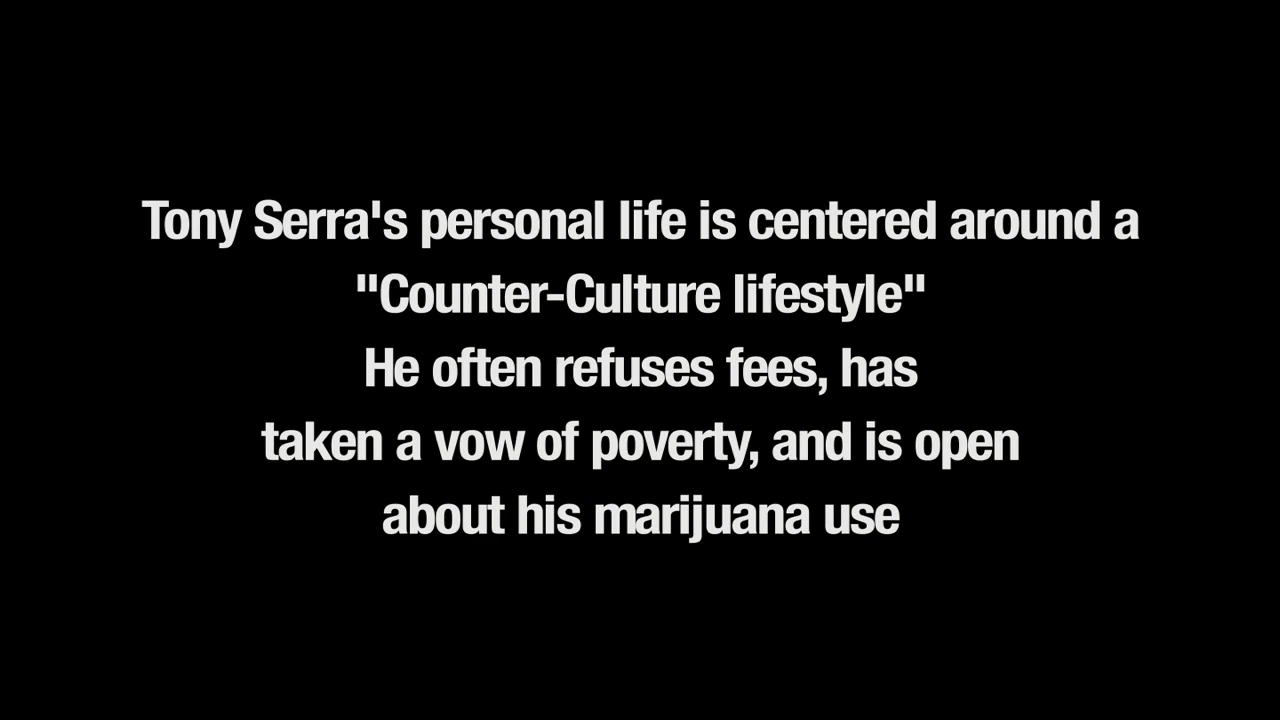 Tony Serra's personal life is centered around a
"Counter-Culture lifestyle"
He often refuses fees, has
taken a vow of poverty, and is open
about his marijuana use